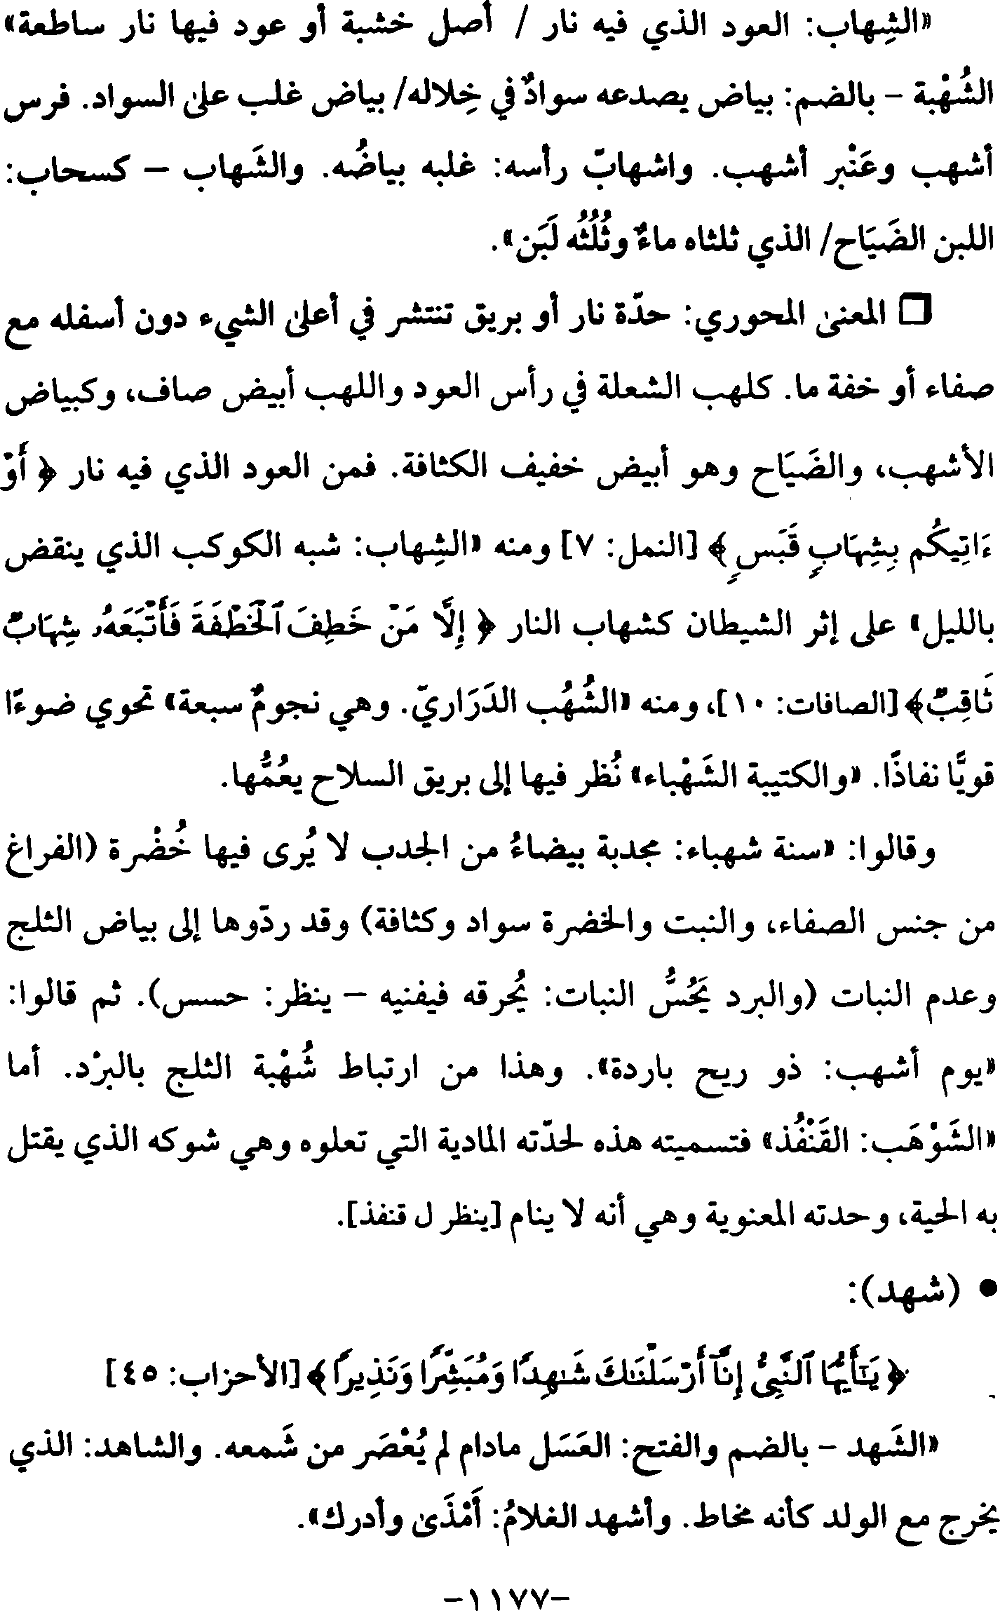 «الشِهاب: العود الذي فيه نار / أصل خشبة أو عود فيها نار ساطعة»
الشُهْبة – بالضم: بياض يصدعه سوادٌ في خِلاله/ بياض غلب على السواد. فرس
أشهب وعَنْبر أشهب. واشهابّ رأسه: غلبه بياضُه. والشَهاب – كسحاب:
اللبن الضَيَاح/ الذي ثلثاه ماءٌ وثُلُثُه لَبَن».
❒ المعنى المحوري: حدّة نار أو بريق تنتشر في أعلى الشيء دون أسفله مع
صفاء أو خفة ما. كلهب الشعلة في رأس العود واللهب أبيض صاف، وكبياض
الأشهب، والضَيَاح وهو أبيض خفيف الكثافة. فمن العود الذي فيه نار ﴿ أَوْ
ءَاتِيكُم بِشِهَابٍ قَبَسٍ ﴾ [النمل: ٧] ومنه «الشِهاب: شبه الكوكب الذي ينقض
بالليل» على إثر الشيطان كشهاب النار ﴿ إِلَّا مَنْ خَطِفَ ٱلْخَطْفَةَ فَأَتْبَعَهُۥ شِهَابٌ
ثَاقِبٌ﴾ [الصافات: ١٠]، ومنه «الشُهُب الدَرَاريّ. وهي نجومٌ سبعة» تحوي ضوءًا
قويًّا نفاذًا. «والكتيبة الشَهْباء» نُظر فيها إلى بريق السلاح يعُمُّها.
وقالوا: «سنة شهباء: مجدبة بيضاءُ من الجدب لا يُرى فيها خُضْرة (الفراغ
من جنس الصفاء، والنبت والخضرة سواد وكثافة) وقد ردّوها إلى بياض الثلج
وعدم النبات (والبرد يَحُسُّ النبات: يُحرقه فيفنيه – ينظر: حسس). ثم قالوا:
«يوم أشهب: ذو ريح باردة». وهذا من ارتباط شُهْبة الثلج بالبرْد. أما
«الشَوْهَب: القَنْفُذ» فتسميته هذه لحدّته المادية التي تعلوه وهي شوكه الذي يقتل
به الحية، وحدته المعنوية وهي أنه لا ينام [ينظر ل قنفذ].
• (شهد):
﴿ يَٰٓأَيُّهَا ٱلنَّبِىُّ إِنَّآ أَرْسَلْنَٰكَ شَٰهِدًا وَمُبَشِّرًا وَنَذِيرًا ﴾ [الأحزاب: ٤٥]
«الشَهد – بالضم والفتح: العَسَل مادام لم يُعْصَر من شَمعه. والشاهد: الذي
يخرج مع الولد كأنه مخاط. وأشهد الغلامُ: أَمْذَى وأدرك».
–١١٧٧–